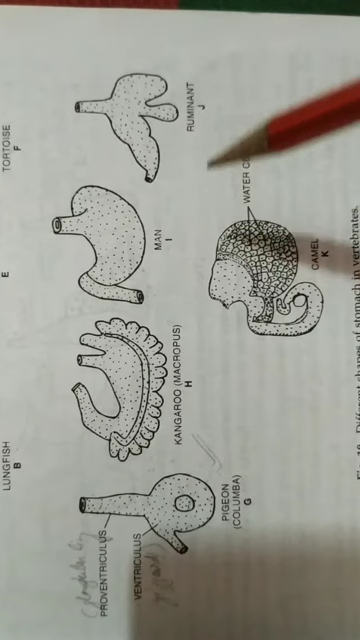 LUNGFISH
B
E
TORTOISE
F
PROVENTRICULUS
VENTRICULUS
PIGEON
(COLUMBA)
G
KANGAROO (MACROPUS)
H
MAN
I
RUMINANT
J
WATER
CAMEL
K
Different shapes of stomach in vertebrates.